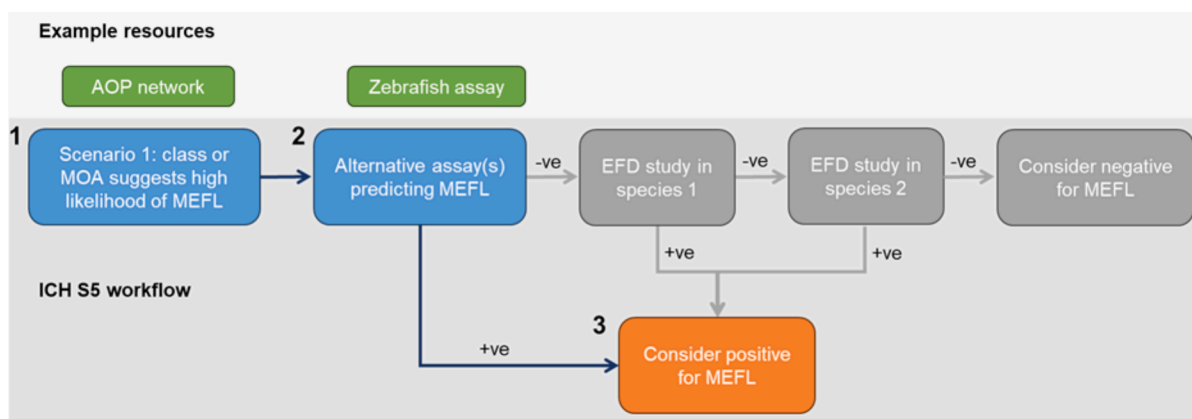 Example resources
AOP network
Zebrafish assay
1
Scenario 1: class or
MOA suggests high
likelihood of MEFL
2
Alternative assay(s)
predicting MEFL
-ve
EFD study in
species 1
-ve
EFD study in
species 2
-ve
Consider negative
for MEFL
+ve
+ve
ICH S5 workflow
+ve
3
Consider positive
for MEFL